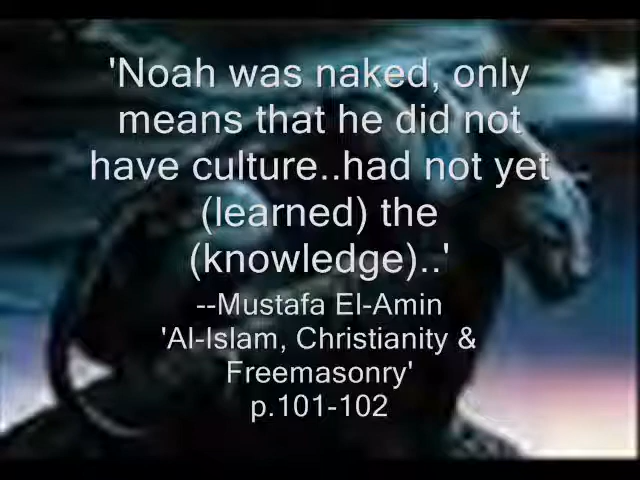 'Noah was naked, only
means that he did not
have culture..had not yet
(learned) the
(knowledge)..'
--Mustafa El-Amin
'Al-Islam, Christianity &
Freemasonry'
p.101-102